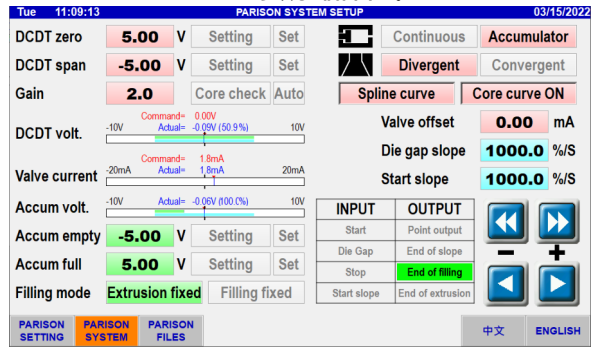 Tue 11:09:13 PARISON SYSTEM SETUP 03/15/2022
DCDT zero 5.00 V Setting Set Continuous Accumulator
DCDT span -5.00 V Setting Set Divergent Convergent
Gain 2.0 Core check Auto Spline curve Core curve ON
Command= 0.00V
DCDT volt. -10V Actual= -0.09V (50.9%) 10V
Valve offset 0.00 mA
Die gap slope 1000.0 %/S
Command= 1.8mA
Valve current -20mA Actual= 1.8mA 20mA
Start slope 1000.0 %/S
Accum volt. -10V Actual= -0.06V (100.0%) 10V
INPUT OUTPUT
Accum empty -5.00 V Setting Set
Start Point output
Die Gap End of slope
Accum full 5.00 V Setting Set
Stop End of filling
Filling mode Extrusion fixed Filling fixed
Start slope End of extrusion
− +
PARISON SETTING
PARISON SYSTEM
PARISON FILES
中文 ENGLISH